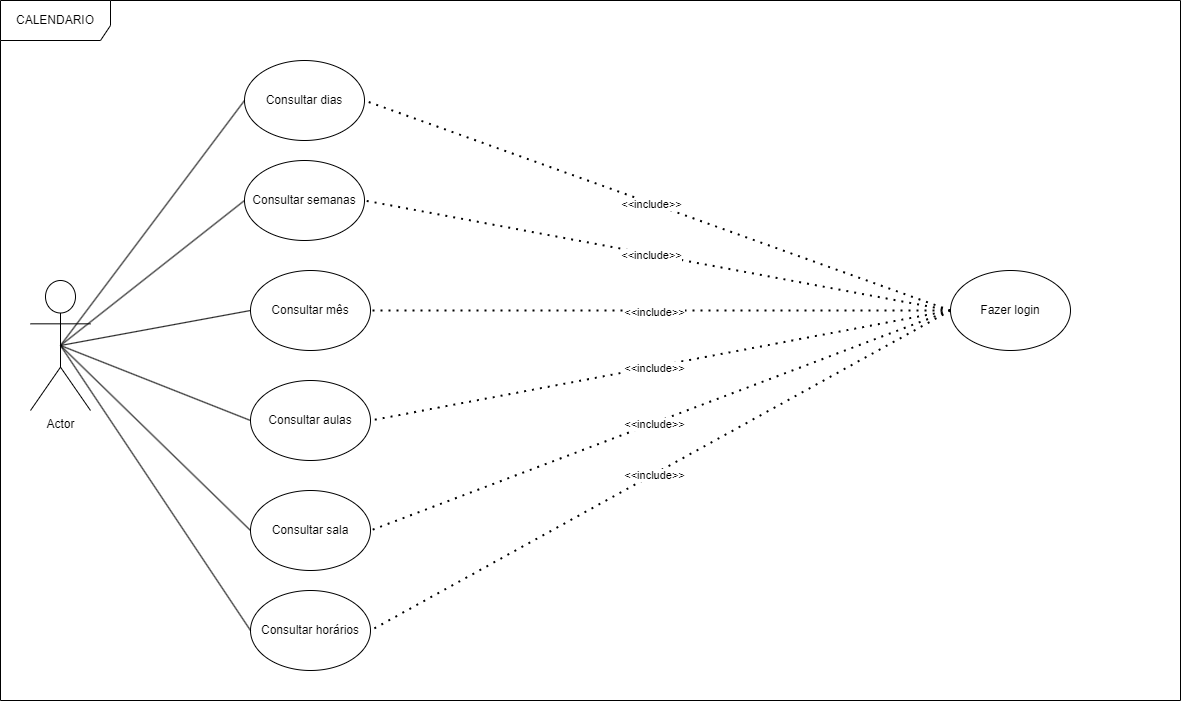 CALENDARIO
Consultar dias
<<include>>
Consultar semanas
<<include>>
Consultar mês
<<include>>
Fazer login
Consultar aulas
<<include>>
Actor
Consultar sala
<<include>>
Consultar horários
<<include>>